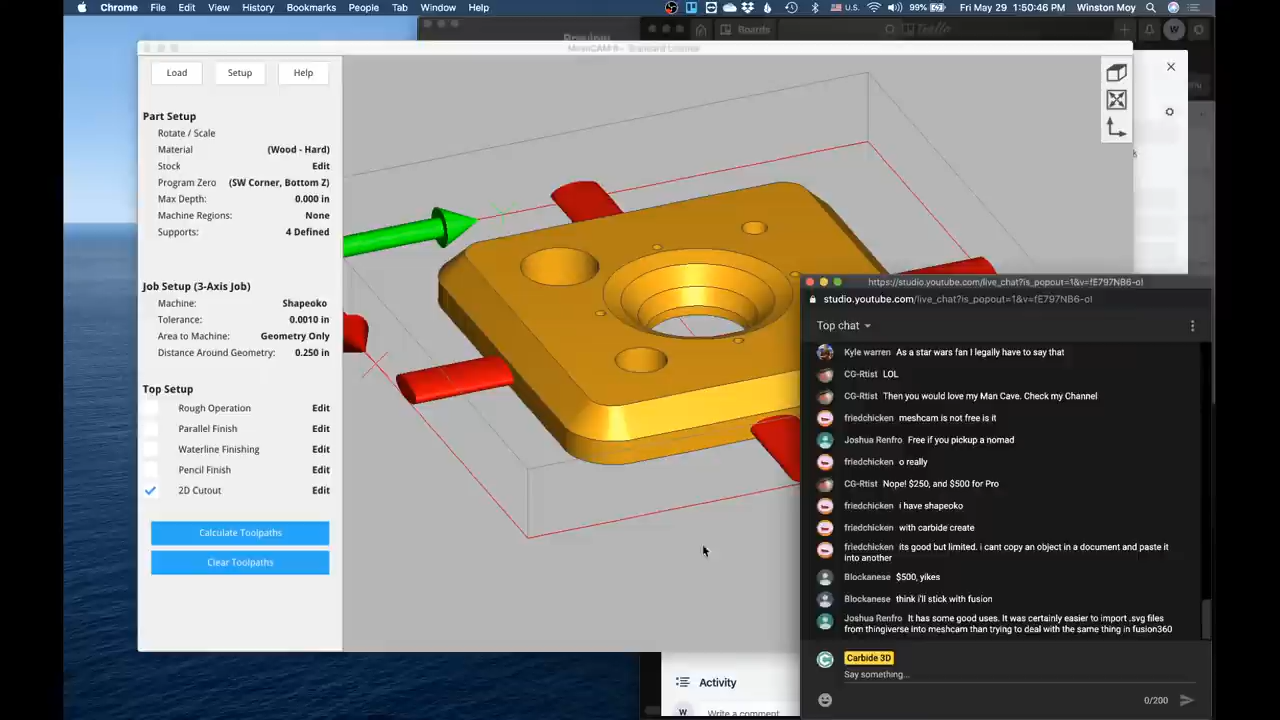 Chrome File Edit View History Bookmarks People Tab Window Help
U.S. 99% Fri May 29 1:50:46 PM Winston Moy
Preview
Boards
Trello
W
MeshCAM 8 - Standard License
Load Setup Help
Part Setup
Rotate / Scale
Material (Wood - Hard)
Stock Edit
Program Zero (SW Corner, Bottom Z)
Max Depth: 0.000 in
Machine Regions: None
Supports: 4 Defined
Job Setup (3-Axis Job)
Machine: Shapeoko
Tolerance: 0.0010 in
Area to Machine: Geometry Only
Distance Around Geometry: 0.250 in
Top Setup
Rough Operation Edit
Parallel Finish Edit
Waterline Finishing Edit
Pencil Finish Edit
2D Cutout Edit
Calculate Toolpaths
Clear Toolpaths
https://studio.youtube.com/live_chat?is_popout=1&v=fE797NB6-oI
studio.youtube.com/live_chat?is_popout=1&v=fE797NB6-oI
Top chat
Kyle warren As a star wars fan I legally have to say that
CG-Rtist LOL
CG-Rtist Then you would love my Man Cave. Check my Channel
friedchicken meshcam is not free is it
Joshua Renfro Free if you pickup a nomad
friedchicken o really
CG-Rtist Nope! $250, and $500 for Pro
friedchicken i have shapeoko
friedchicken with carbide create
friedchicken its good but limited. i cant copy an object in a document and paste it
into another
Blockanese $500, yikes
Blockanese think i'll stick with fusion
Joshua Renfro It has some good uses. It was certainly easier to import .svg files
from thingiverse into meshcam than trying to deal with the same thing in fusion360
Carbide 3D
Say something...
0/200
Activity
W Write a comment